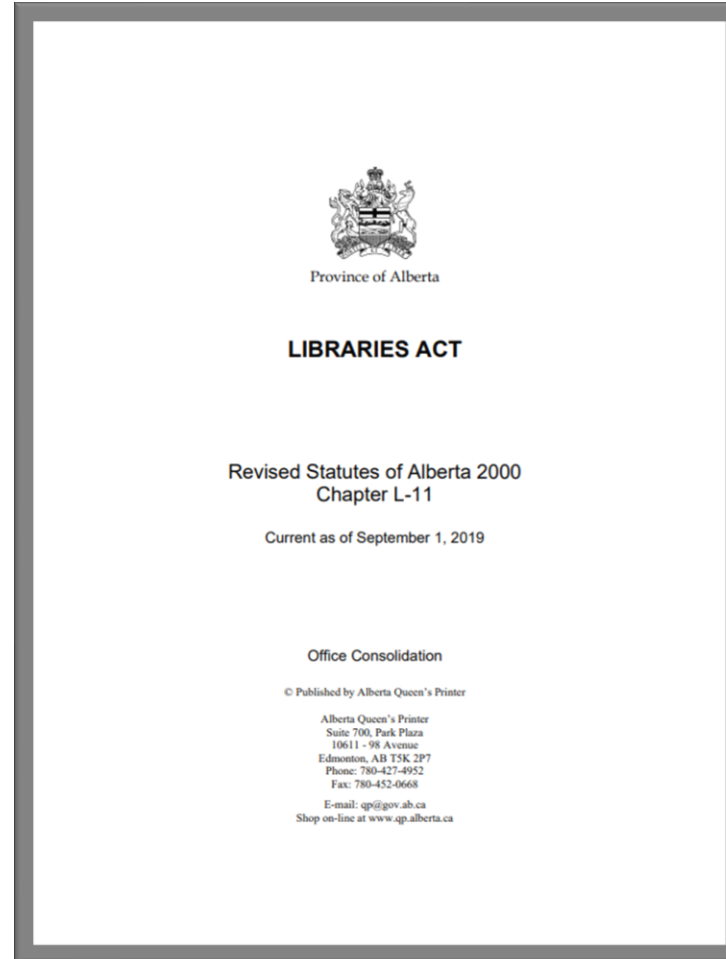 Province of Alberta
LIBRARIES ACT
Revised Statutes of Alberta 2000
Chapter L-11
Current as of September 1, 2019
Office Consolidation
© Published by Alberta Queen's Printer
Alberta Queen's Printer
Suite 700, Park Plaza
10611 - 98 Avenue
Edmonton, AB T5K 2P7
Phone: 780-427-4952
Fax: 780-452-0668
E-mail: qp@gov.ab.ca
Shop on-line at www.qp.alberta.ca